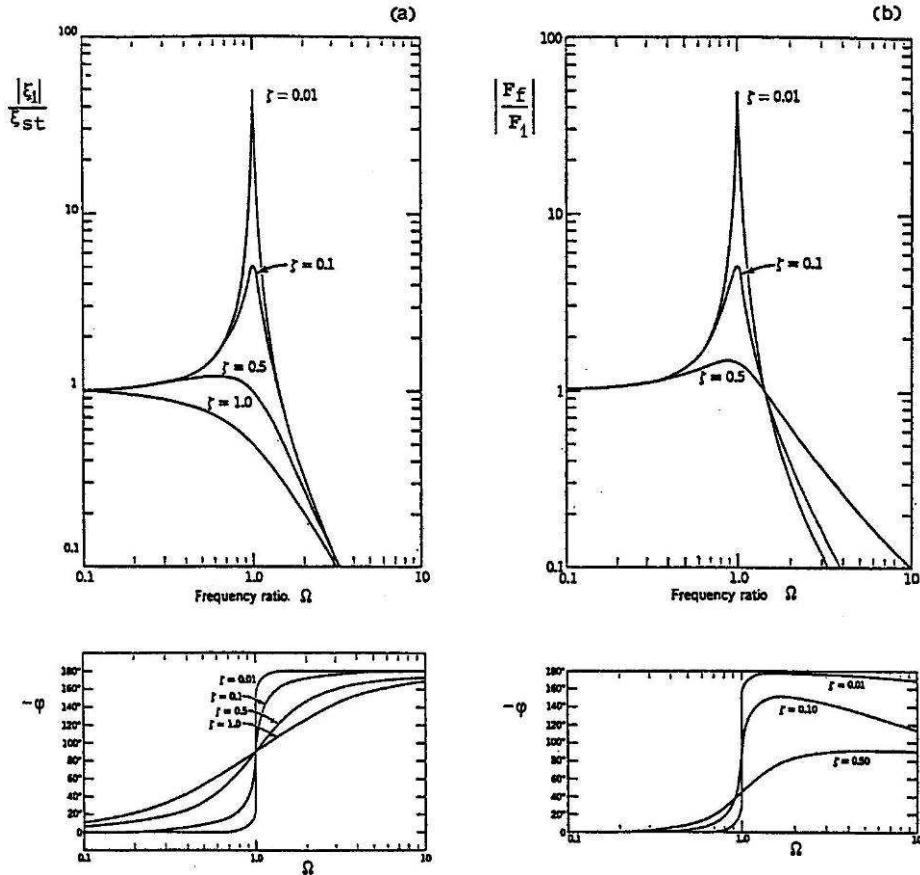 (a)
100
|ξ₁|
ξst
ζ = 0.01
10
ζ = 0.1
ζ = 0.5
1
ζ = 1.0
0.1
0.1 1.0 10
Frequency ratio. Ω
(b)
100
|Ff/F₁|
ζ = 0.01
10
ζ = 0.1
1
ζ = 0.5
0.1
0.1 1.0 10
Frequency ratio Ω
-φ
180°
160°
140°
120°
100°
80°
60°
40°
20°
0
ζ = 0.01
ζ = 0.1
ζ = 0.5
ζ = 1.0
0.1 1.0 10
Ω
-φ
180°
160°
140°
120°
100°
80°
60°
40°
20°
0
ζ = 0.01
ζ = 0.10
ζ = 0.50
0.1 1.0 10
Ω